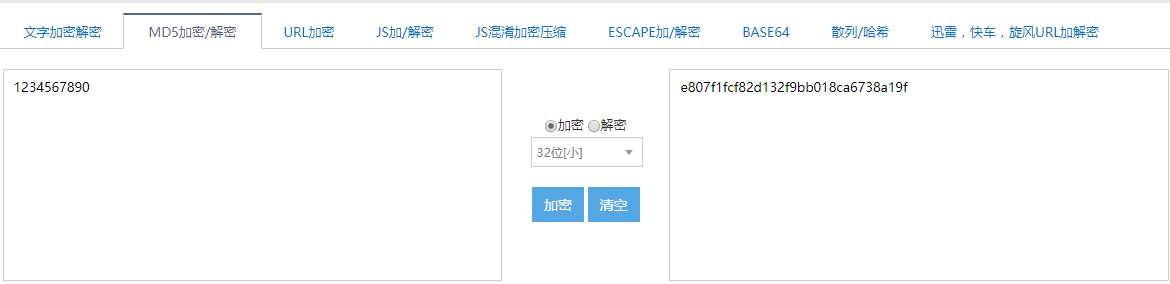 文字加密解密 MD5加密/解密 URL加密 JS加/解密 JS混淆加密压缩 ESCAPE加/解密 BASE64 散列/哈希 迅雷，快车，旋风URL加解密
1234567890
e807f1fcf82d132f9bb018ca6738a19f
加密 解密
32位[小]
加密 清空